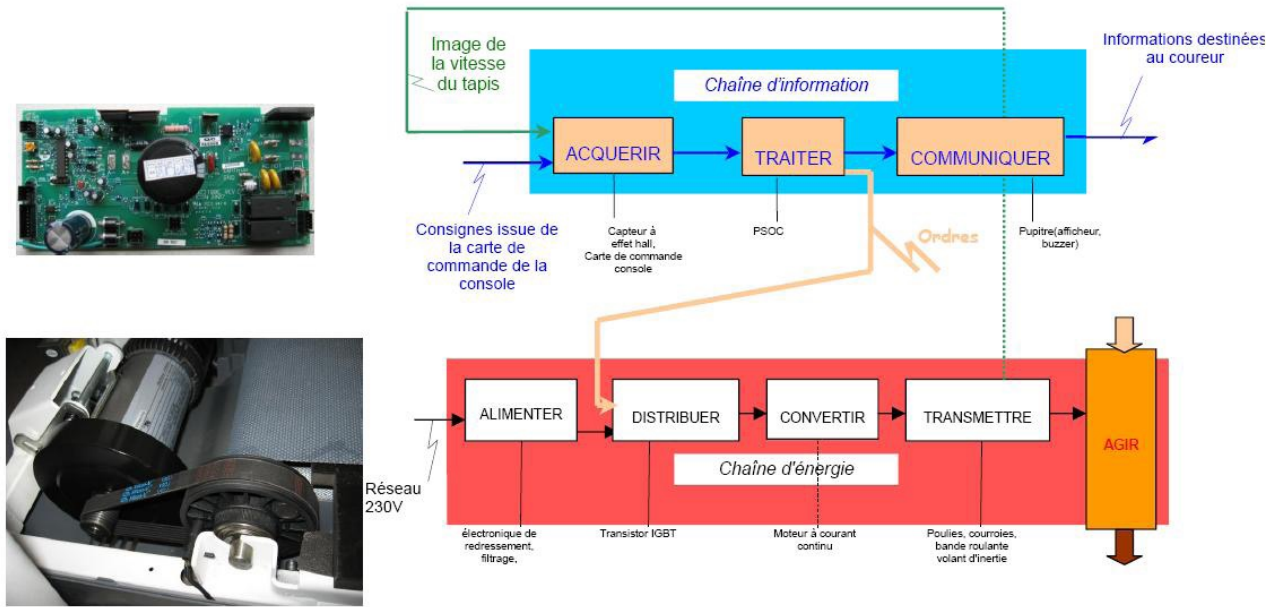 Image de
la vitesse
du tapis
Informations destinées
au coureur
Chaîne d'information
ACQUERIR
TRAITER
COMMUNIQUER
Consignes issue de
la carte de
commande de la
console
Capteur à
effet hall,
Carte de commande
console
PSOC
Ordres
Pupitre(afficheur,
buzzer)
ALIMENTER
DISTRIBUER
CONVERTIR
TRANSMETTRE
AGIR
Chaîne d'énergie
Réseau
230V
électronique de
redressement,
filtrage,
Transistor IGBT
Moteur à courant
continu
Poulies, courroies,
bande roulante
volant d'inertie